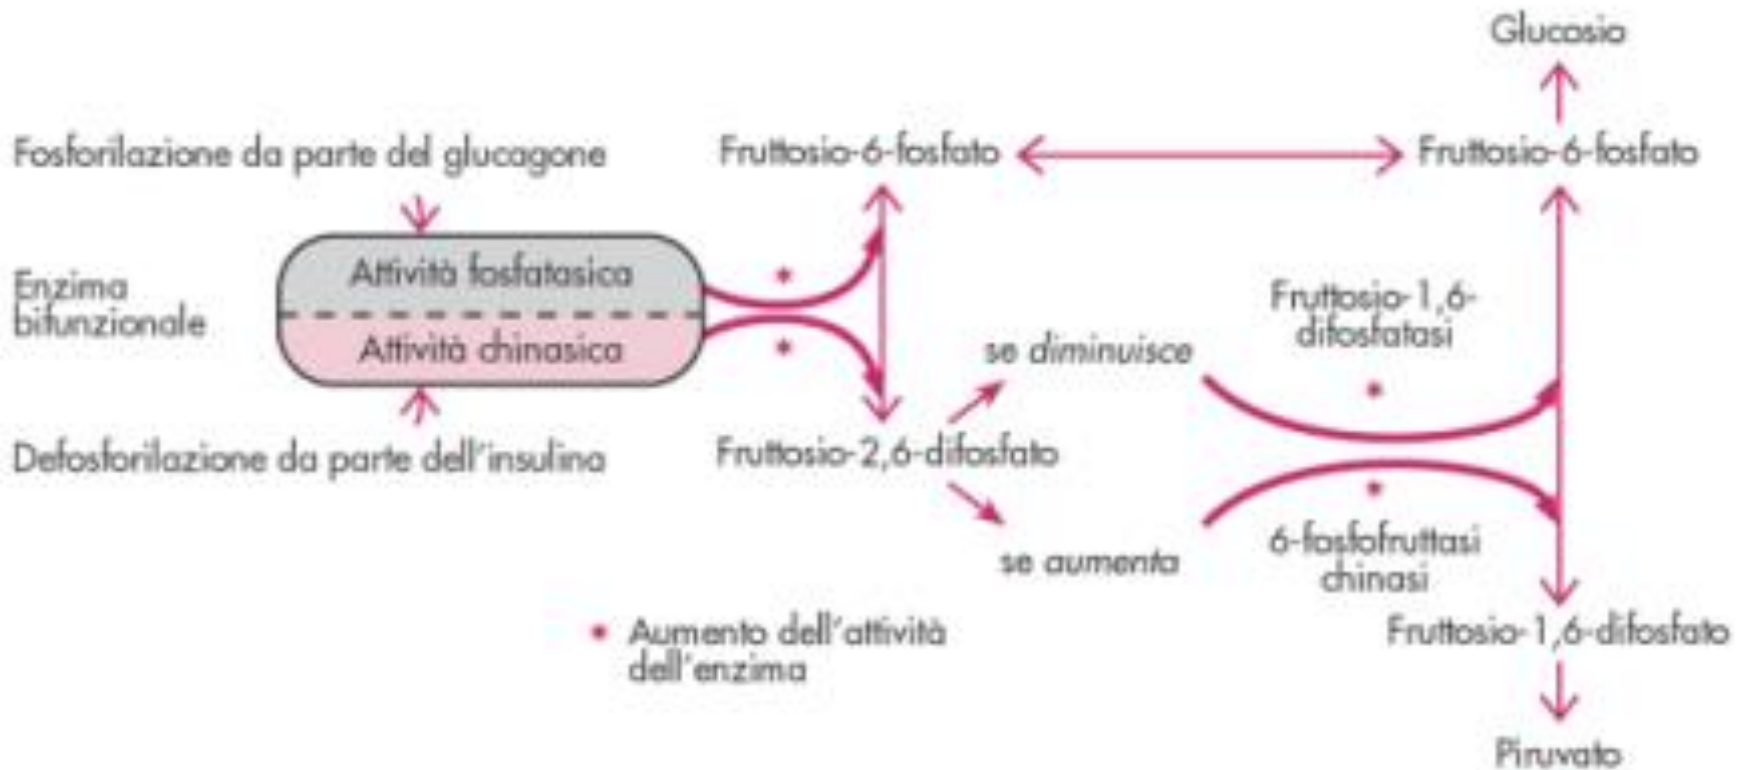 Glucosio
Fosforilazione da parte del glucagone
Fruttosio-6-fosfato
Fruttosio-6-fosfato
Enzima
bifunzionale
Attività fosfatasica
Attività chinasica
Fruttosio-1,6-
difosfatasi
se diminuisce
Defosforilazione da parte dell'insulina
Fruttosio-2,6-difosfato
se aumenta
6-fosfofruttasi
chinasi
* Aumento dell'attività
dell'enzima
Fruttosio-1,6-difosfato
Piruvato